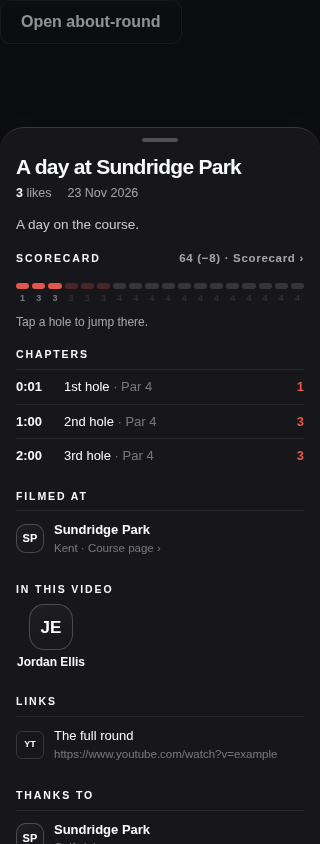 Open about-round
A day at Sundridge Park
3 likes 23 Nov 2026
A day on the course.
SCORECARD 64 (−8) · Scorecard ›
1 3 3 3 3 3 4 4 4 4 4 4 4 4 4 4 4 4
Tap a hole to jump there.
CHAPTERS
0:01 1st hole · Par 4 1
1:00 2nd hole · Par 4 3
2:00 3rd hole · Par 4 3
FILMED AT
SP Sundridge Park
Kent · Course page ›
IN THIS VIDEO
JE
Jordan Ellis
LINKS
YT The full round
https://www.youtube.com/watch?v=example
THANKS TO
SP Sundridge Park